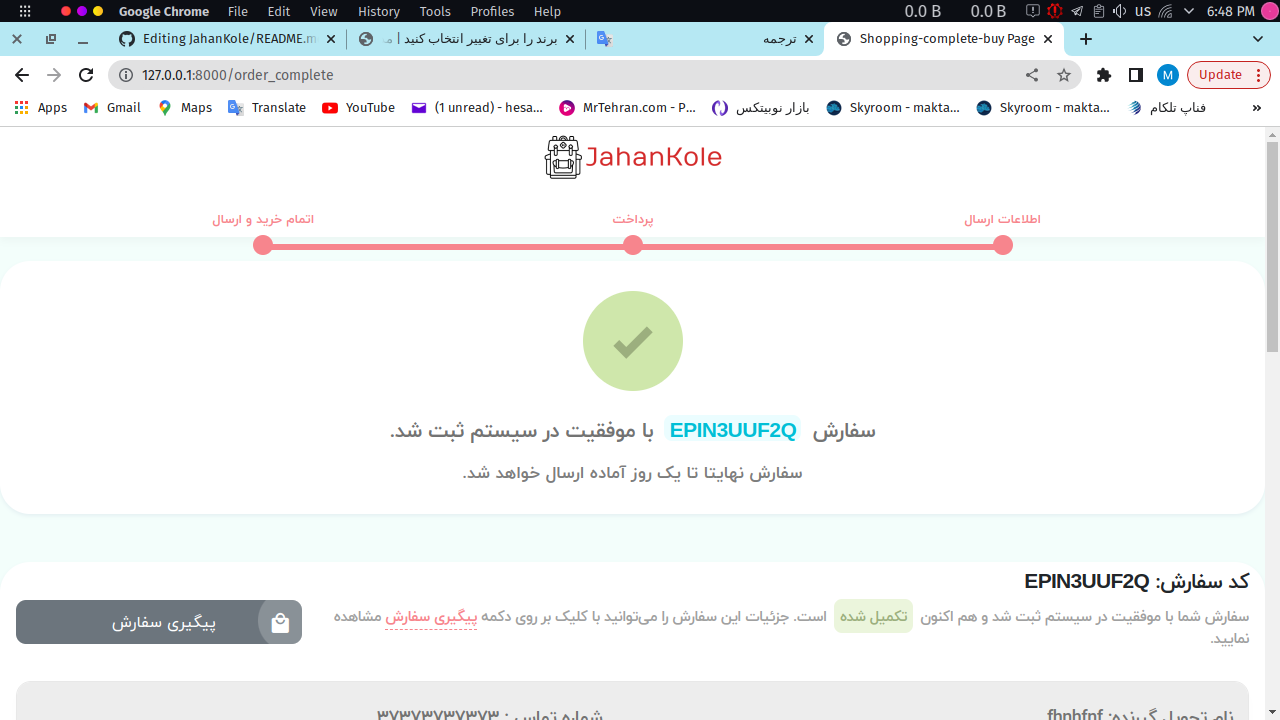 Google Chrome File Edit View History Tools Profiles Help 0.0 B 0.0 B us 6:48 PM
Editing JahanKole/README.m برند را برای تغییر انتخاب کنید | ما ترجمه Shopping-complete-buy Page
127.0.0.1:8000/order_complete Update
M
Apps Gmail Maps Translate YouTube (1 unread) - hesa... MrTehran.com - P... بازار نوبیتکس Skyroom - makta... Skyroom - makta... فناپ تلکام »
JahanKole
اطلاعات ارسال پرداخت اتمام خرید و ارسال
سفارش EPIN3UUF2Q با موفقیت در سیستم ثبت شد.
سفارش نهایتا تا یک روز آماده ارسال خواهد شد.
کد سفارش: EPIN3UUF2Q
سفارش شما با موفقیت در سیستم ثبت شد و هم اکنون تکمیل شده است. جزئیات این سفارش را می‌توانید با کلیک بر روی دکمه پیگیری سفارش مشاهده
نمایید.
پیگیری سفارش
نام تحویل گیرنده: fhnhfnf شماره تماس : ۳۷۳۷۳۷۳۷۳۷۳